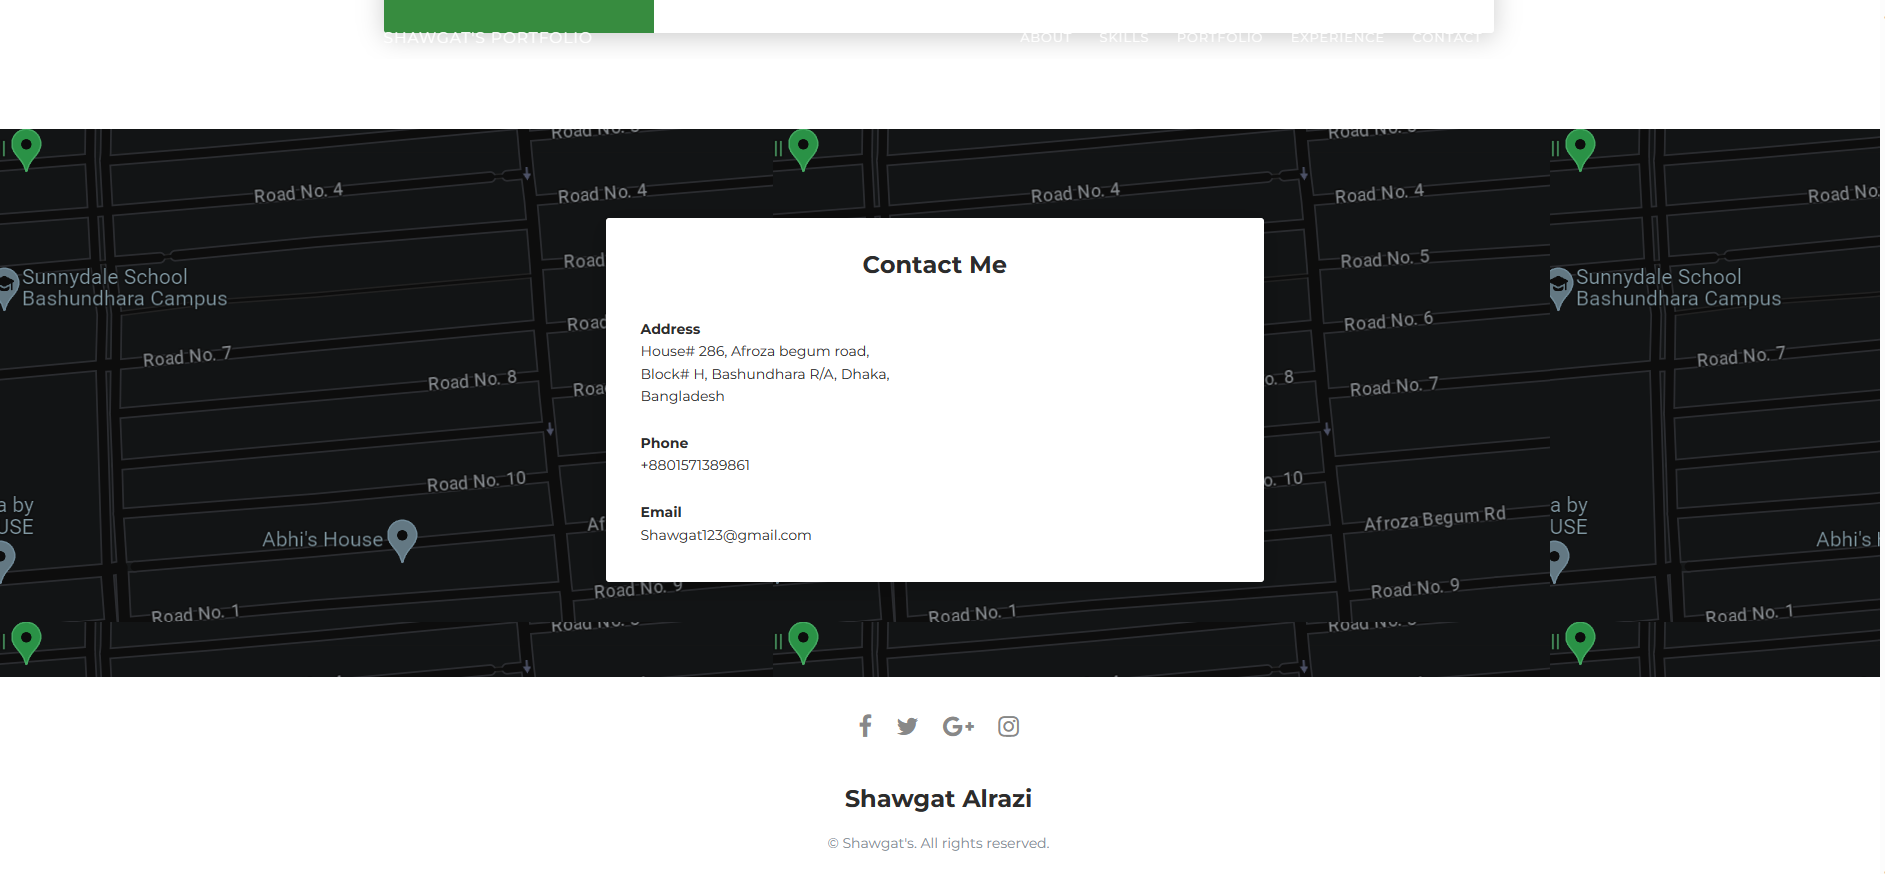 SHAWGAT'S PORTFOLIO
ABOUT SKILLS PORTFOLIO EXPERIENCE CONTACT
Road No. 4
Road No. 4
Road No. 4
Road No. 4
Road No.
Sunnydale School
Bashundhara Campus
Road
Road No. 5
Sunnydale School
Bashundhara Campus
Road
Road No. 6
Road No. 7
Road No. 8
Road
o. 8
Road No. 7
Road No. 7
Road No. 10
o. 10
a by
USE
Abhi's House
Af
Afroza Begum Rd
a by
USE
Abhi's
Road No. 1
Road No. 9
Road No. 1
Road No. 9
Road No. 1
Contact Me
Address
House# 286, Afroza begum road,
Block# H, Bashundhara R/A, Dhaka,
Bangladesh
Phone
+8801571389861
Email
Shawgat123@gmail.com
G+
Shawgat Alrazi
© Shawgat's. All rights reserved.